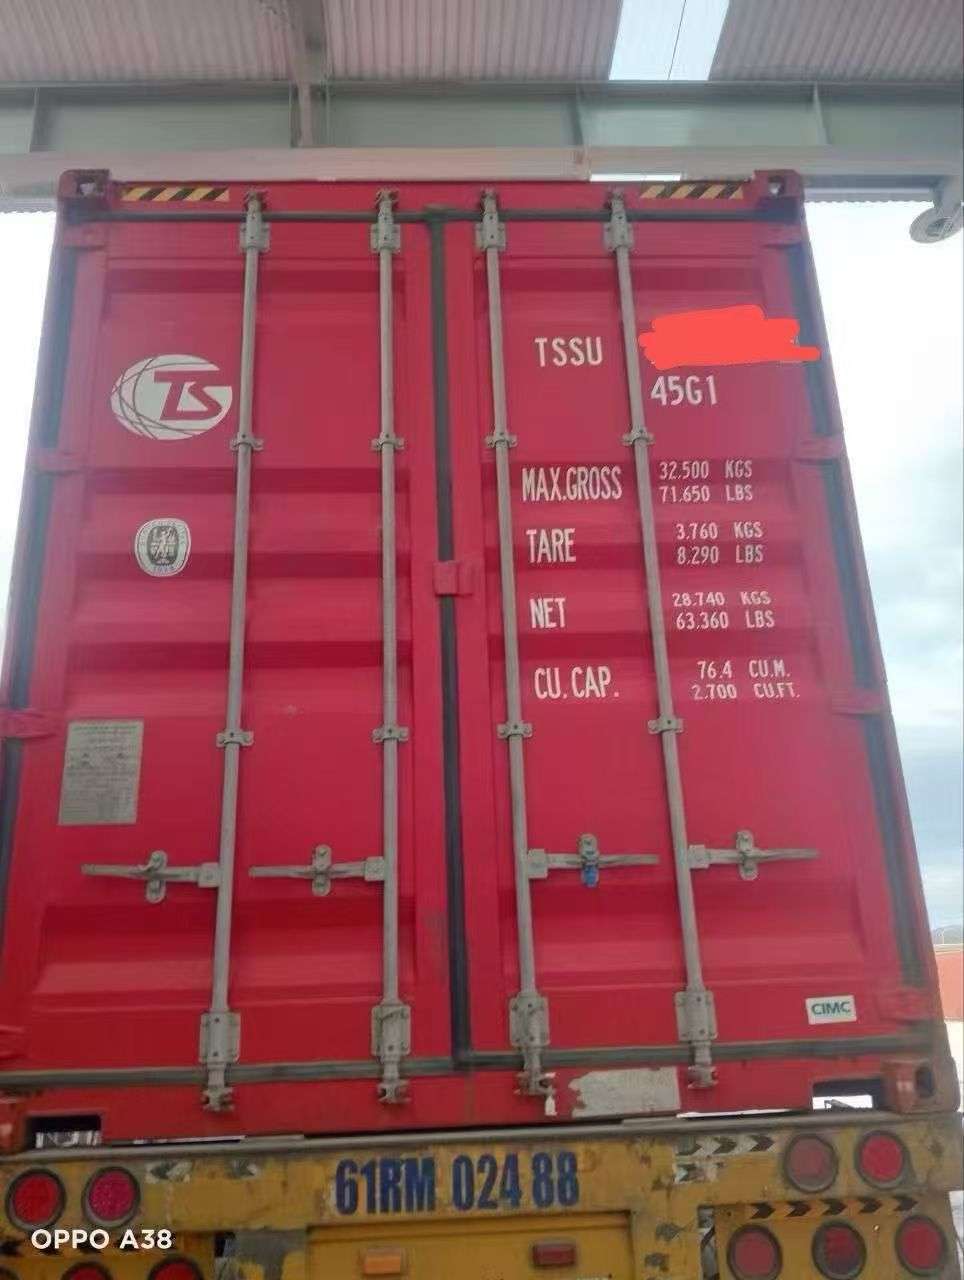 TS
TSSU
45G1
MAX.GROSS 32.500 KGS
71.650 LBS
TARE 3.760 KGS
8.290 LBS
NET 28.740 KGS
63.360 LBS
CU.CAP. 76.4 CU.M.
2.700 CU.FT.
CIMC
61RM 024 88
OPPO A38